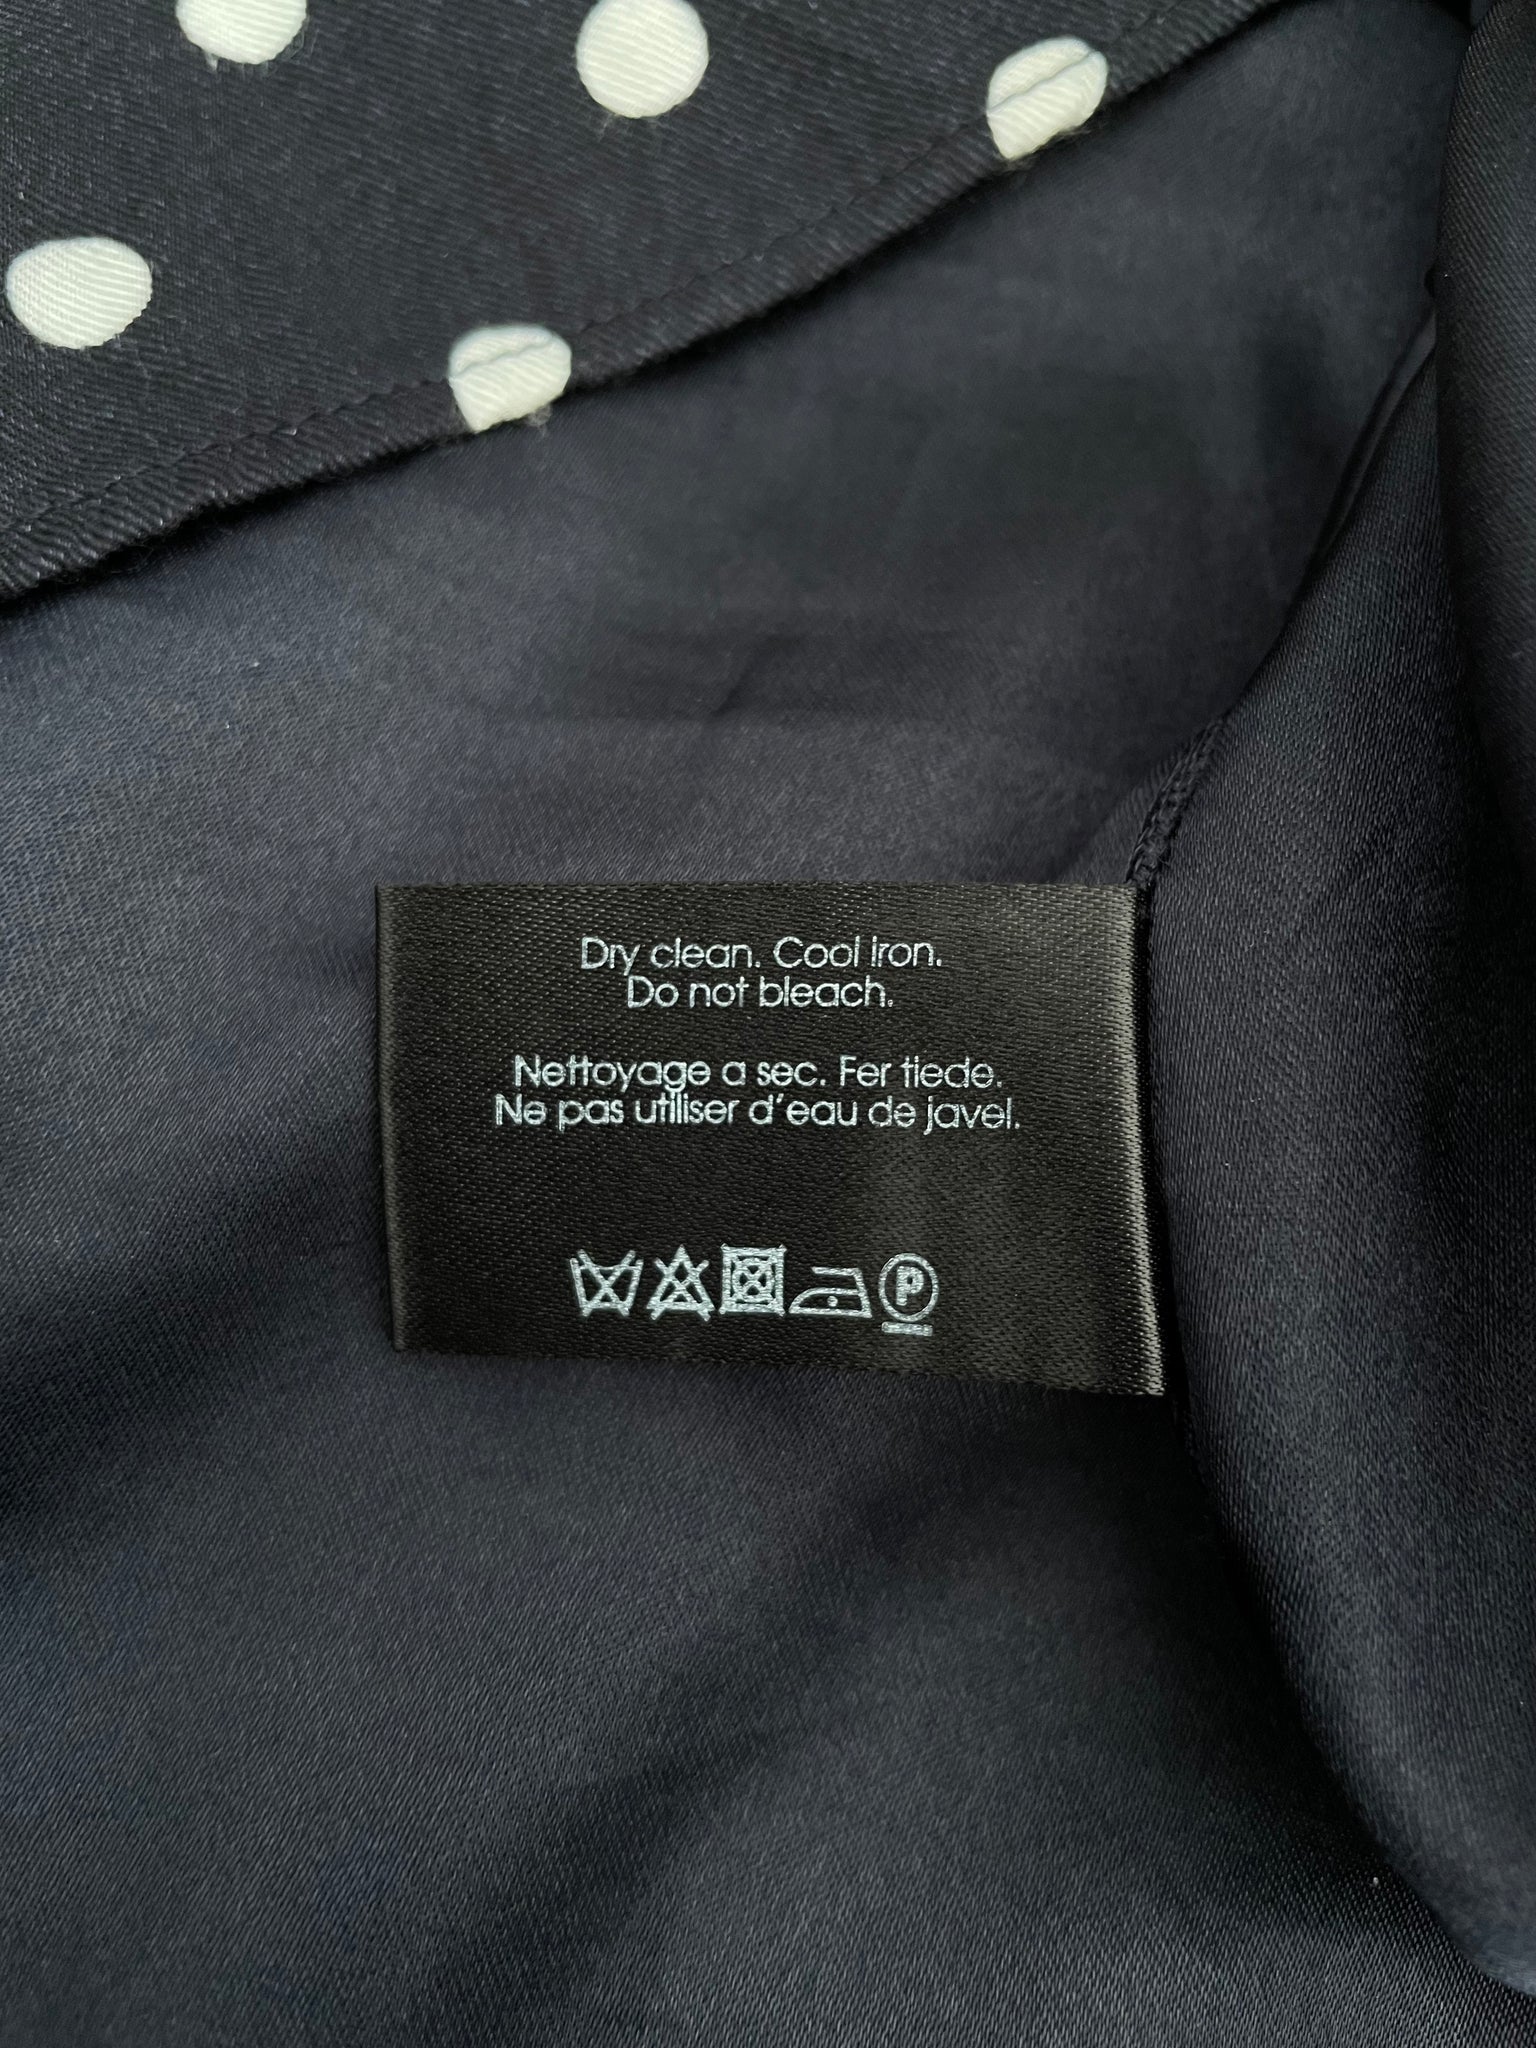 Dry clean. Cool iron.
Do not bleach.
Nettoyage a sec. Fer tiede.
Ne pas utiliser d'eau de javel.
P